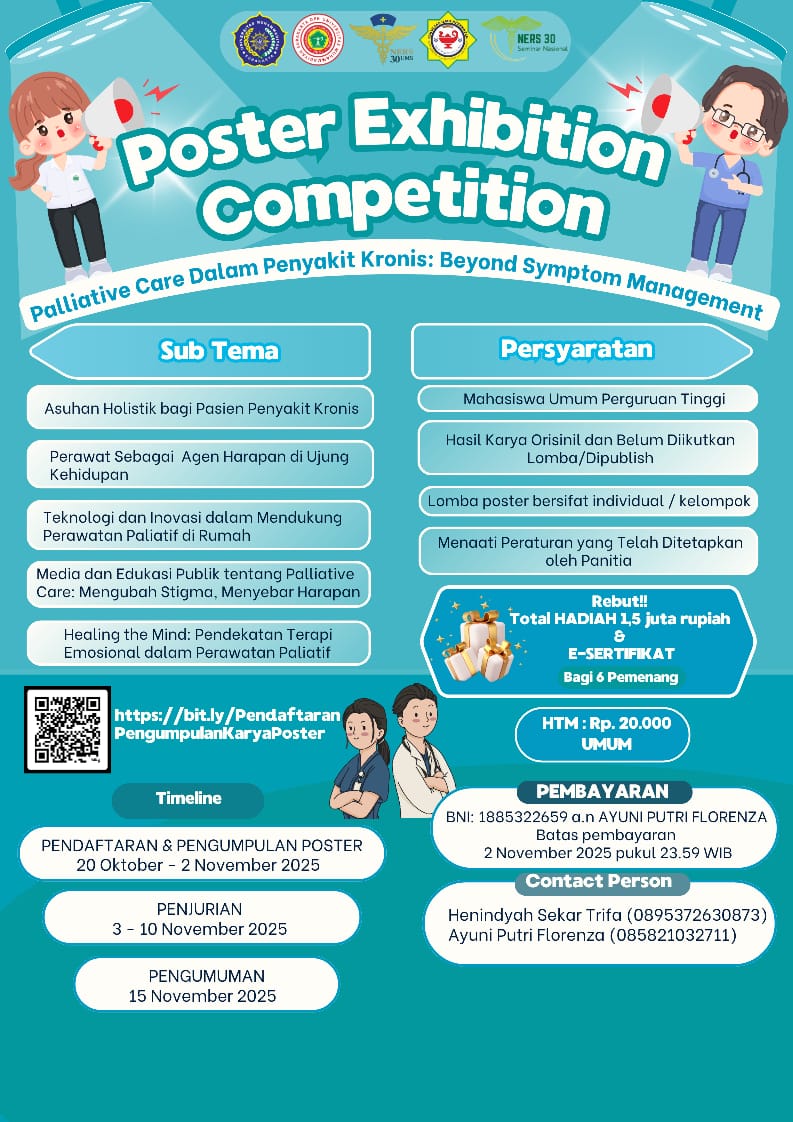 NERS
30 UMS
NERS 30
Seminar Nasional
Poster Exhibition
Competition
Palliative Care Dalam Penyakit Kronis: Beyond Symptom Management
Sub Tema
Asuhan Holistik bagi Pasien Penyakit Kronis
Perawat Sebagai Agen Harapan di Ujung
Kehidupan
Teknologi dan Inovasi dalam Mendukung
Perawatan Paliatif di Rumah
Media dan Edukasi Publik tentang Palliative
Care: Mengubah Stigma, Menyebar Harapan
Healing the Mind: Pendekatan Terapi
Emosional dalam Perawatan Paliatif
Persyaratan
Mahasiswa Umum Perguruan Tinggi
Hasil Karya Orisinil dan Belum Diikutkan
Lomba/Dipublish
Lomba poster bersifat individual / kelompok
Menaati Peraturan yang Telah Ditetapkan
oleh Panitia
Rebut!!
Total HADIAH 1,5 juta rupiah
&
E-SERTIFIKAT
Bagi 6 Pemenang
https://bit.ly/Pendaftaran
PengumpulanKaryaPoster
HTM : Rp. 20.000
UMUM
Timeline
PENDAFTARAN & PENGUMPULAN POSTER
20 Oktober - 2 November 2025
PENJURIAN
3 - 10 November 2025
PENGUMUMAN
15 November 2025
PEMBAYARAN
BNI: 1885322659 a.n AYUNI PUTRI FLORENZA
Batas pembayaran
2 November 2025 pukul 23.59 WIB
Contact Person
Henindyah Sekar Trifa (0895372630873)
Ayuni Putri Florenza (085821032711)